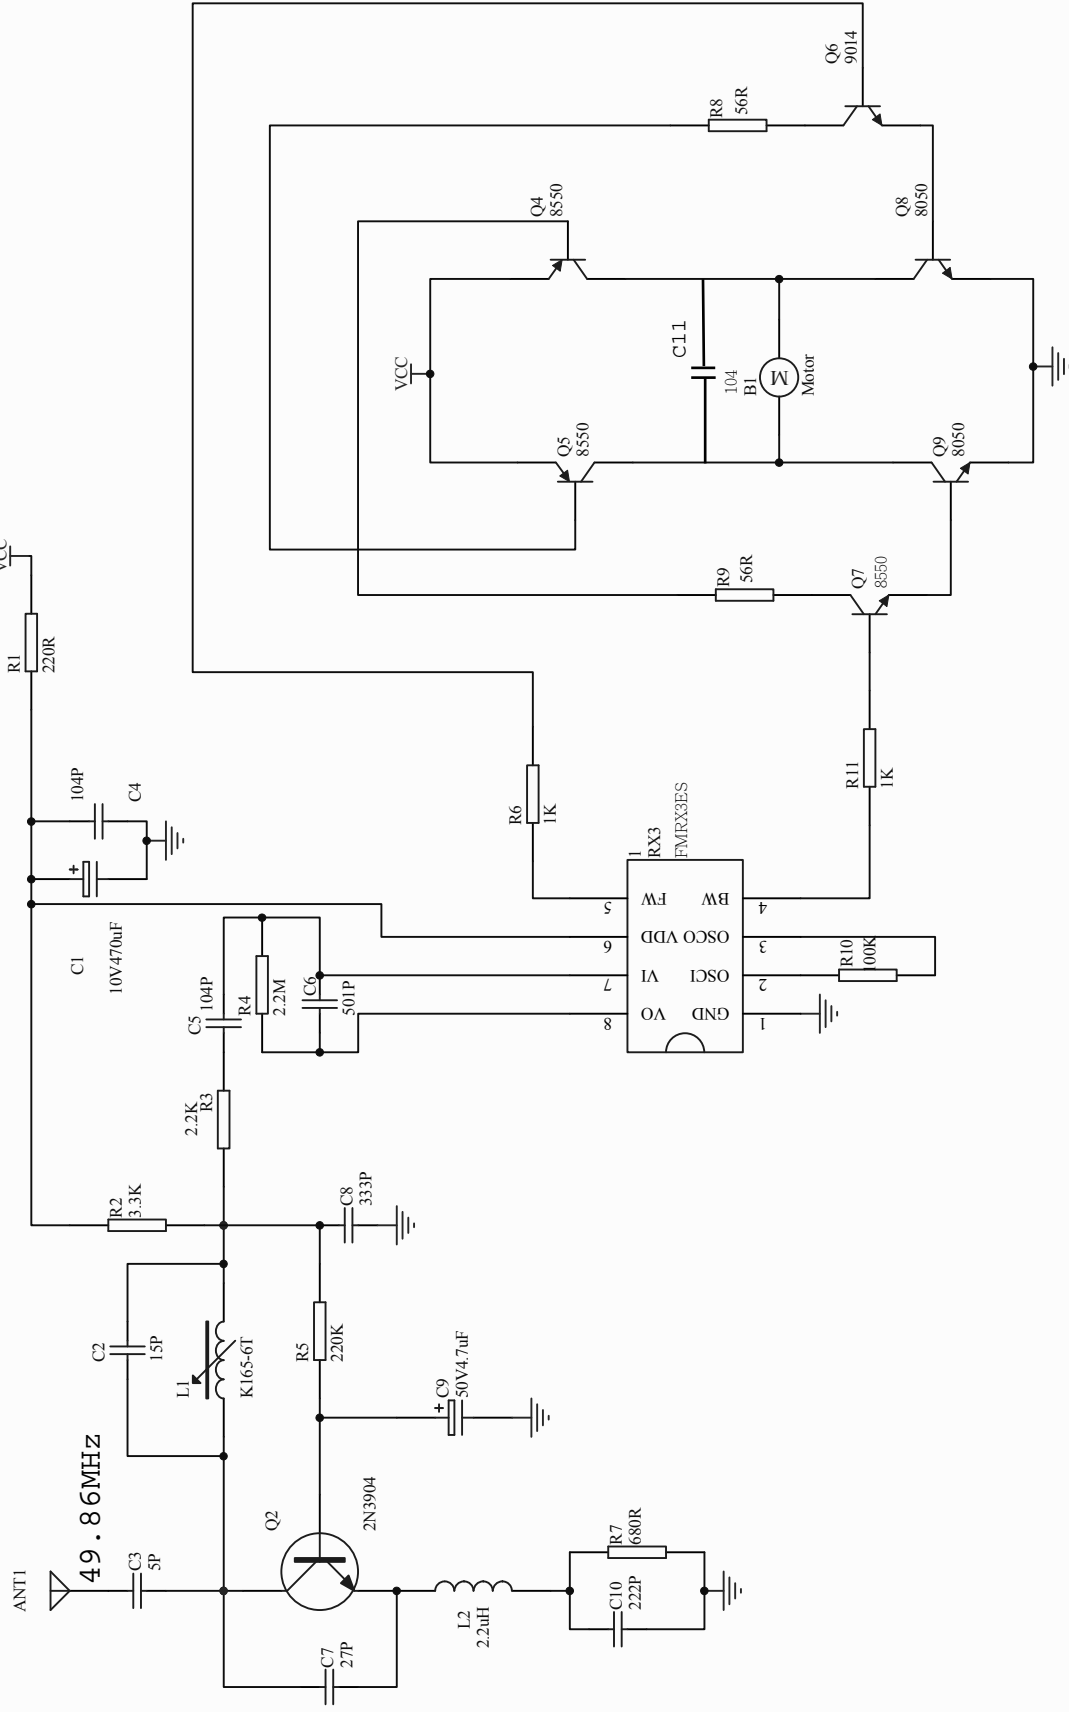 ANT1
49.86MHz
C3
5P
C7
27P
Q2
2N3904
C2
15P
L1
K165-6T
R2
3.3K
R5
220K
C8
333P
C9
50V4.7uF
+
L2
2.2uH
C10
222P
R7
680R
2.2K
R3
C5
104P
R4
2.2M
C6
501P
C1
10V470uF
+
104P
C4
R1
220R
VCC
1
RX3
FMRX3ES
GND
OSCI
OSCO
BW
VO
VI
VDD
FW
1
2
3
4
5
6
7
8
R10
100K
R6
1K
R11
1K
R9
56R
Q7
8550
Q5
8550
Q9
8050
VCC
C11
104
B1
M
Motor
Q4
8550
Q8
8050
R8
56R
Q6
9014